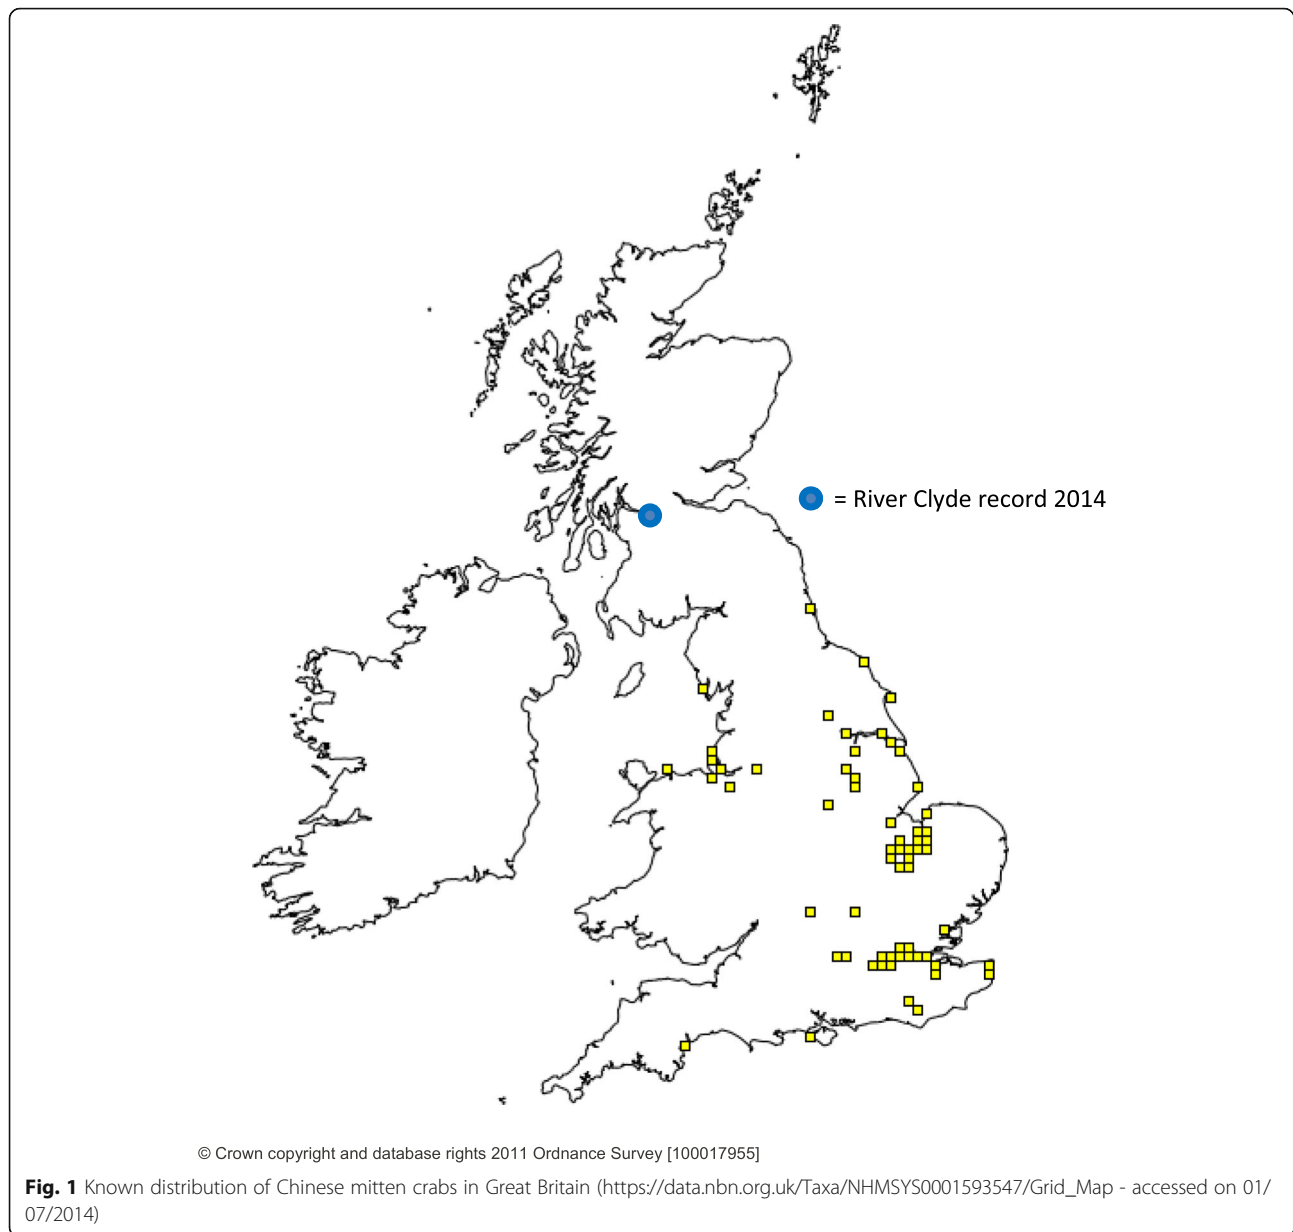 = River Clyde record 2014
© Crown copyright and database rights 2011 Ordnance Survey [100017955]
Fig. 1 Known distribution of Chinese mitten crabs in Great Britain (https://data.nbn.org.uk/Taxa/NHMSYS0001593547/Grid_Map - accessed on 01/
07/2014)